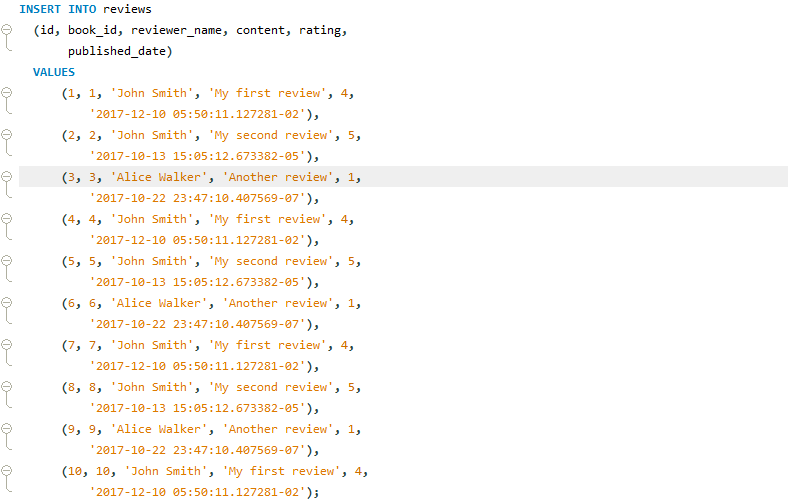 INSERT INTO reviews
(id, book_id, reviewer_name, content, rating,
published_date)
VALUES
(1, 1, 'John Smith', 'My first review', 4,
'2017-12-10 05:50:11.127281-02'),
(2, 2, 'John Smith', 'My second review', 5,
'2017-10-13 15:05:12.673382-05'),
(3, 3, 'Alice Walker', 'Another review', 1,
'2017-10-22 23:47:10.407569-07'),
(4, 4, 'John Smith', 'My first review', 4,
'2017-12-10 05:50:11.127281-02'),
(5, 5, 'John Smith', 'My second review', 5,
'2017-10-13 15:05:12.673382-05'),
(6, 6, 'Alice Walker', 'Another review', 1,
'2017-10-22 23:47:10.407569-07'),
(7, 7, 'John Smith', 'My first review', 4,
'2017-12-10 05:50:11.127281-02'),
(8, 8, 'John Smith', 'My second review', 5,
'2017-10-13 15:05:12.673382-05'),
(9, 9, 'Alice Walker', 'Another review', 1,
'2017-10-22 23:47:10.407569-07'),
(10, 10, 'John Smith', 'My first review', 4,
'2017-12-10 05:50:11.127281-02');